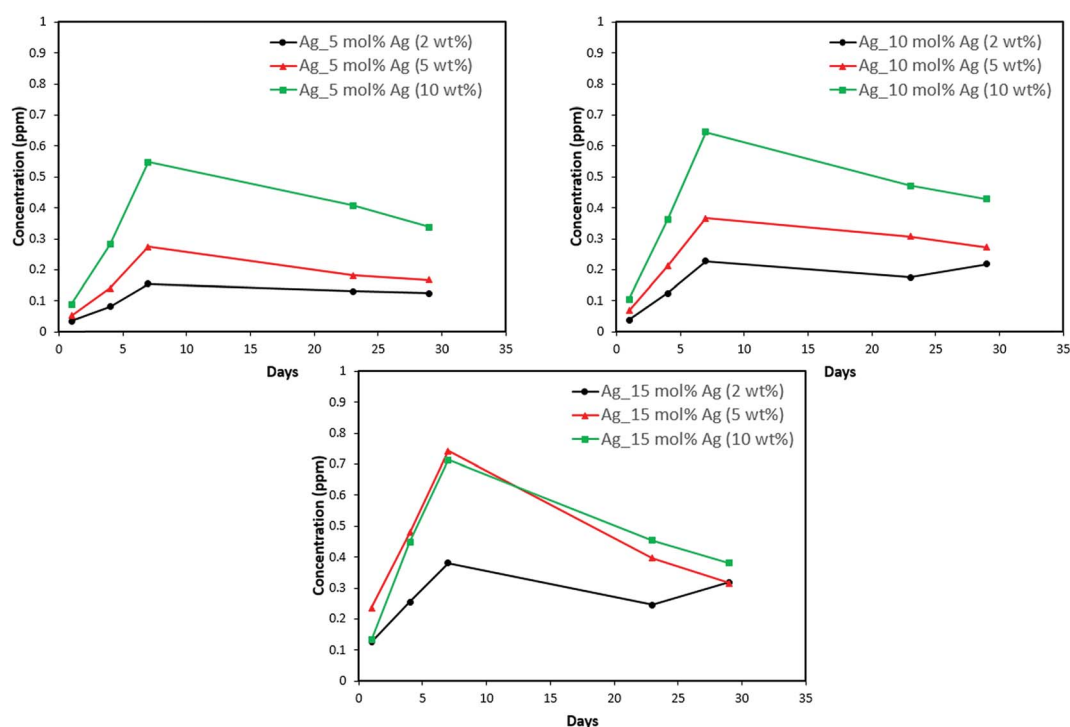 1
0.9
0.8
0.7
0.6
0.5
0.4
0.3
0.2
0.1
0
Concentration (ppm)
Ag_5 mol% Ag (2 wt%)
Ag_5 mol% Ag (5 wt%)
Ag_5 mol% Ag (10 wt%)
0 5 10 15 20 25 30 35
Days
1
0.9
0.8
0.7
0.6
0.5
0.4
0.3
0.2
0.1
0
Concentration (ppm)
Ag_10 mol% Ag (2 wt%)
Ag_10 mol% Ag (5 wt%)
Ag_10 mol% Ag (10 wt%)
0 5 10 15 20 25 30 35
Days
1
0.9
0.8
0.7
0.6
0.5
0.4
0.3
0.2
0.1
0
Concentration (ppm)
Ag_15 mol% Ag (2 wt%)
Ag_15 mol% Ag (5 wt%)
Ag_15 mol% Ag (10 wt%)
0 5 10 15 20 25 30 35
Days